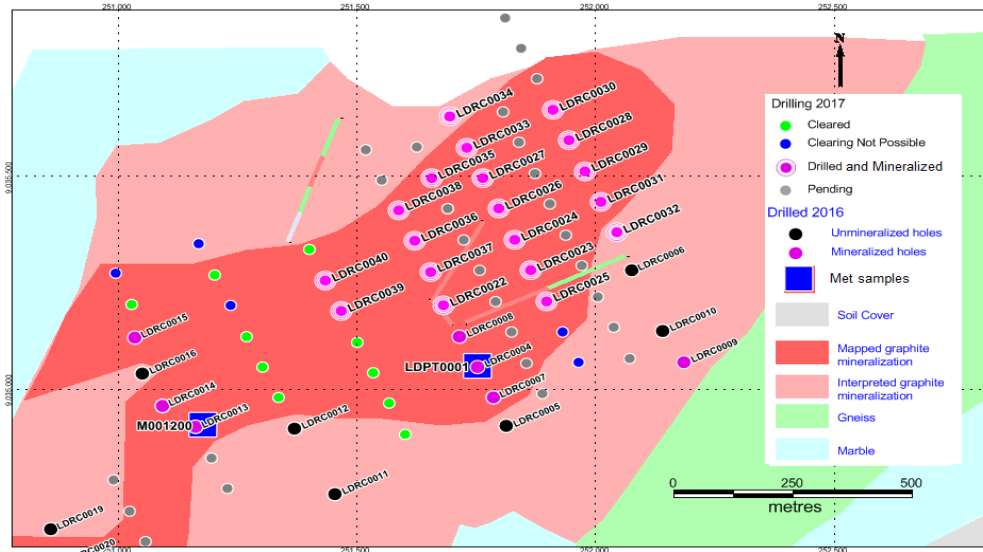 251.000
251.500
252.000
252.500
N
LDRC0034
LDRC0030
LDRC0033
LDRC0028
LDRC0035
LDRC0027
LDRC0029
LDRC0038
LDRC0026
LDRC0031
LDRC0036
LDRC0024
LDRC0032
LDRC0037
LDRC0023
LDRC0006
LDRC0040
LDRC0025
LDRC0039
LDRC0022
LDRC0015
LDRC0008
LDRC0010
LDRC0016
LDPT0001
LDRC0004
LDRC0009
LDRC0014
LDRC0007
M001200
LDRC0013
LDRC0012
LDRC0005
LDRC0011
LDRC0019
LDRC0020
9.035.500
9.035.000
Drilling 2017
Cleared
Clearing Not Possible
Drilled and Mineralized
Pending
Drilled 2016
Unmineralized holes
Mineralized holes
Met samples
Soil Cover
Mapped graphite
mineralization
Interpreted graphite
mineralization
Gneiss
Marble
0 250 500
metres